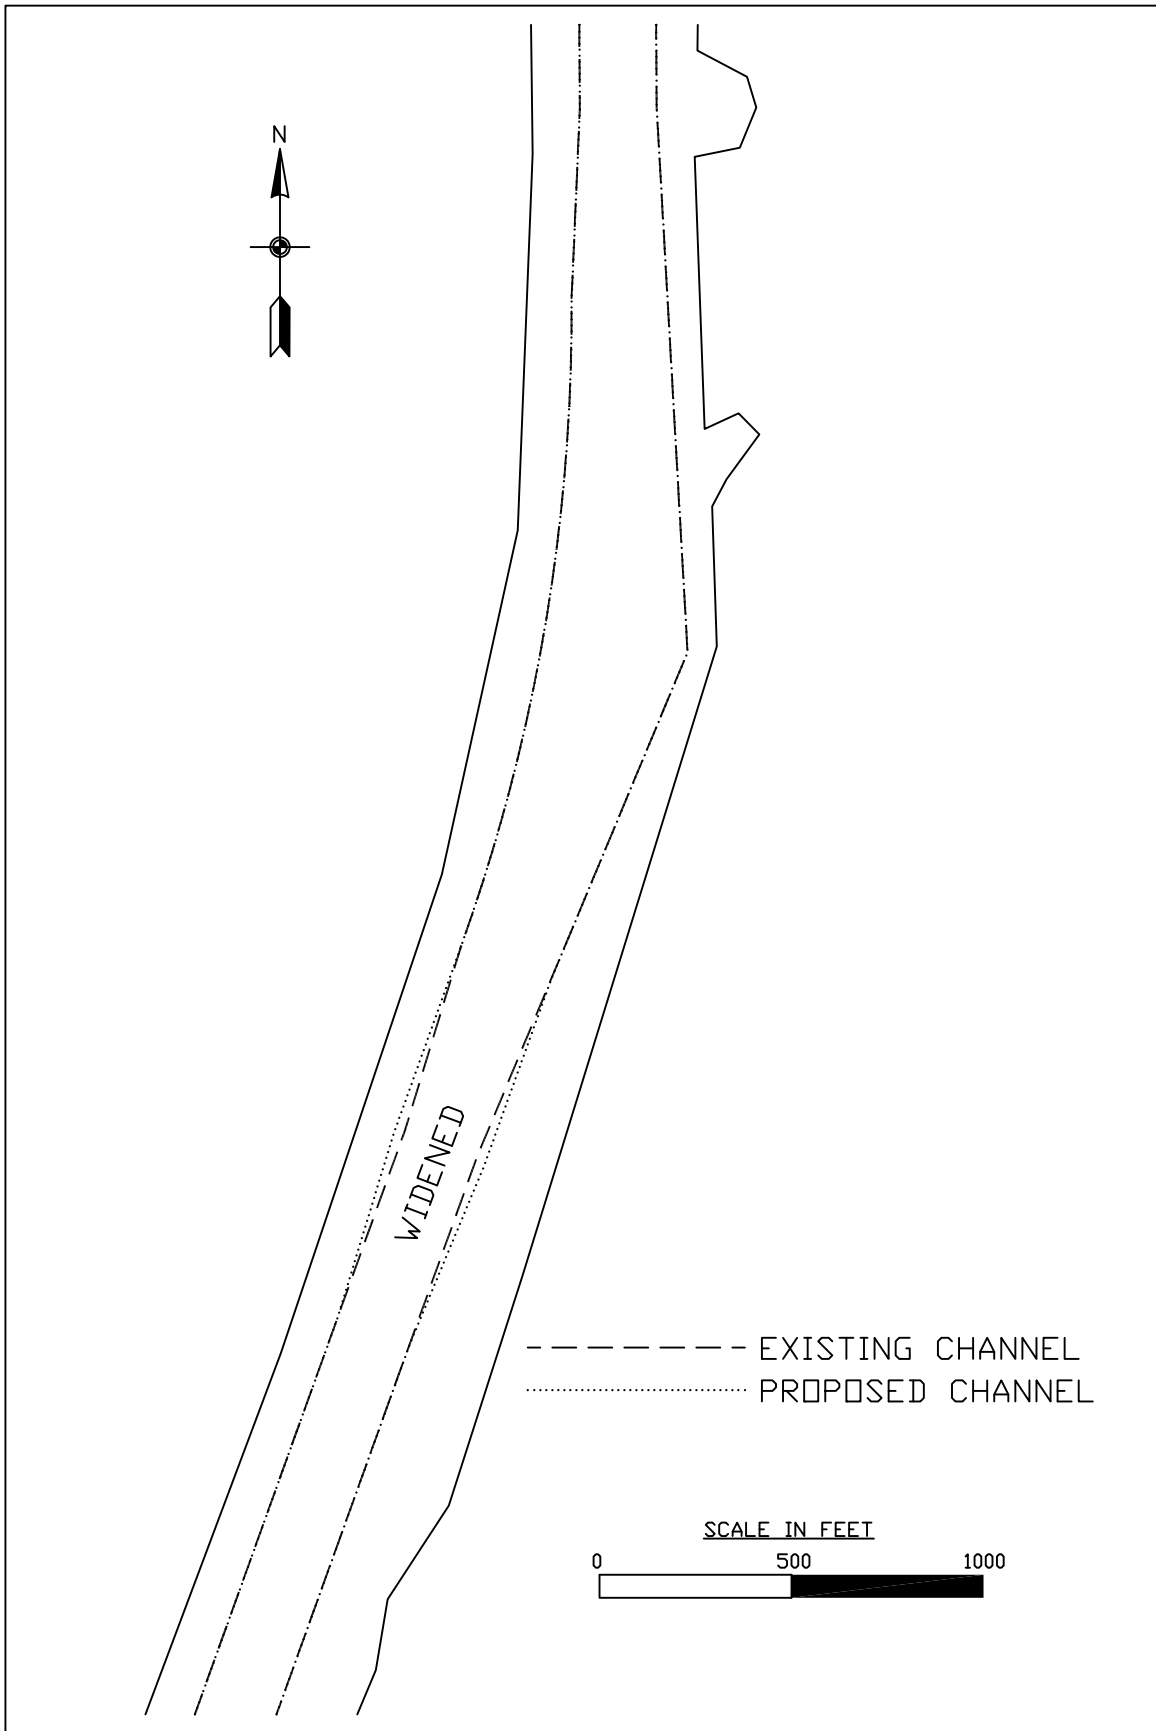 N
WIDENED
EXISTING CHANNEL
PROPOSED CHANNEL
SCALE IN FEET
0 500 1000